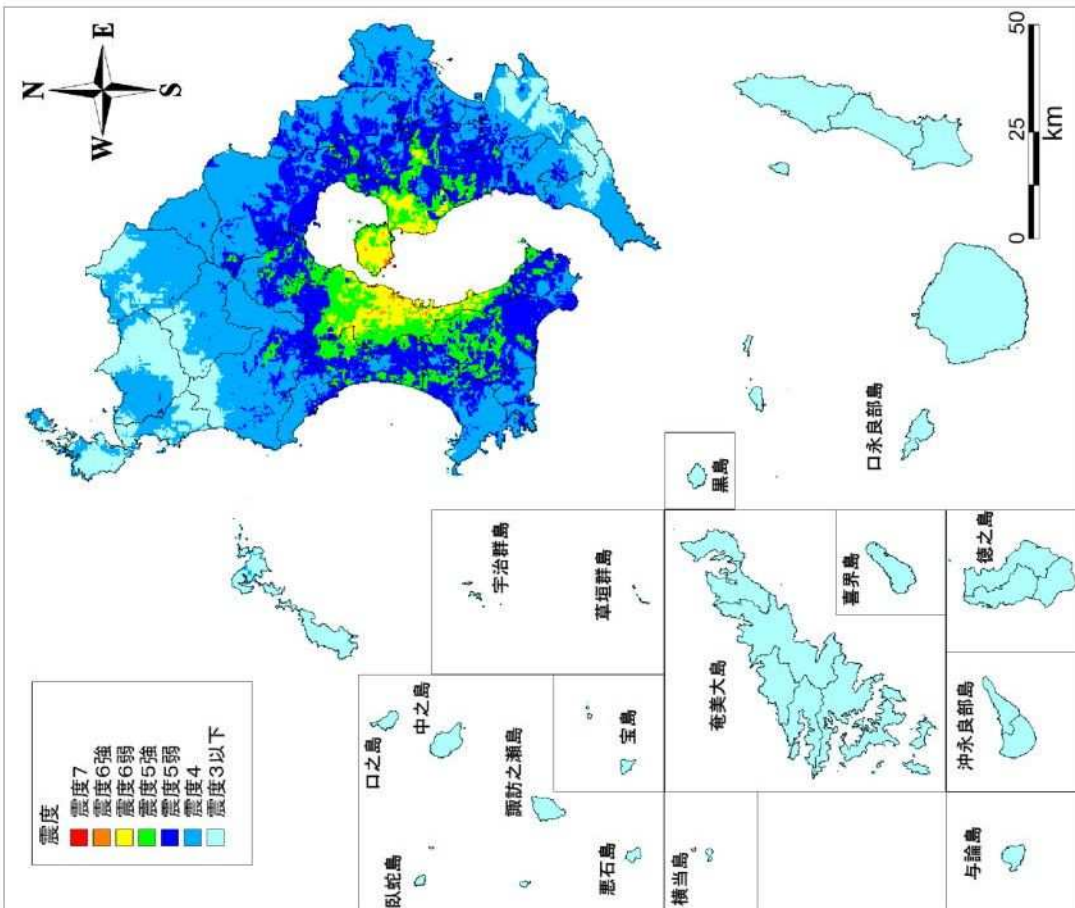 N
W
E
S
震度
震度7
震度6強
震度6弱
震度5強
震度5弱
震度4
震度3以下
臥蛇島
口之島
中之島
諏訪之瀬島
悪石島
宝島
横当島
宇治群島
草垣群島
黒島
口永良部島
奄美大島
喜界島
徳之島
沖永良部島
与論島
0
25
50
km